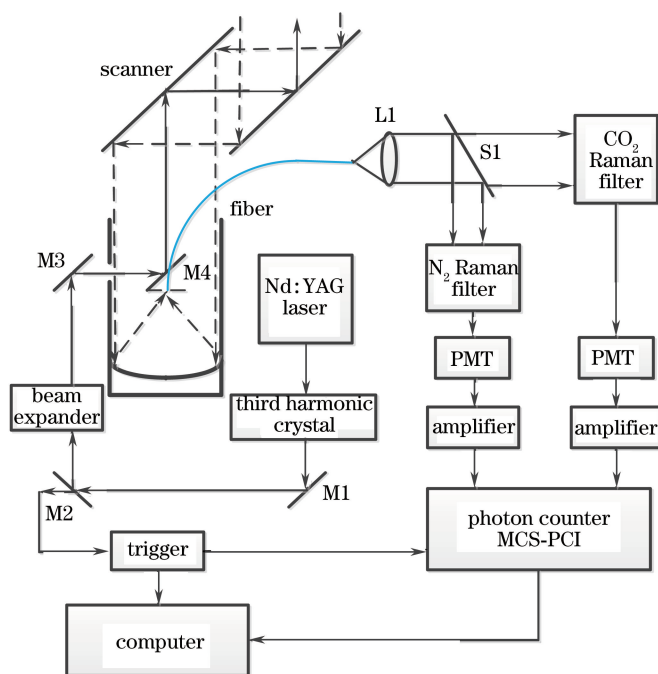 scanner
L1
S1
CO2
Raman
filter
fiber
M3
M4
Nd:YAG
laser
N2 Raman
filter
PMT
PMT
beam
expander
third harmonic
crystal
amplifier
amplifier
M2
M1
photon counter
MCS-PCI
trigger
computer